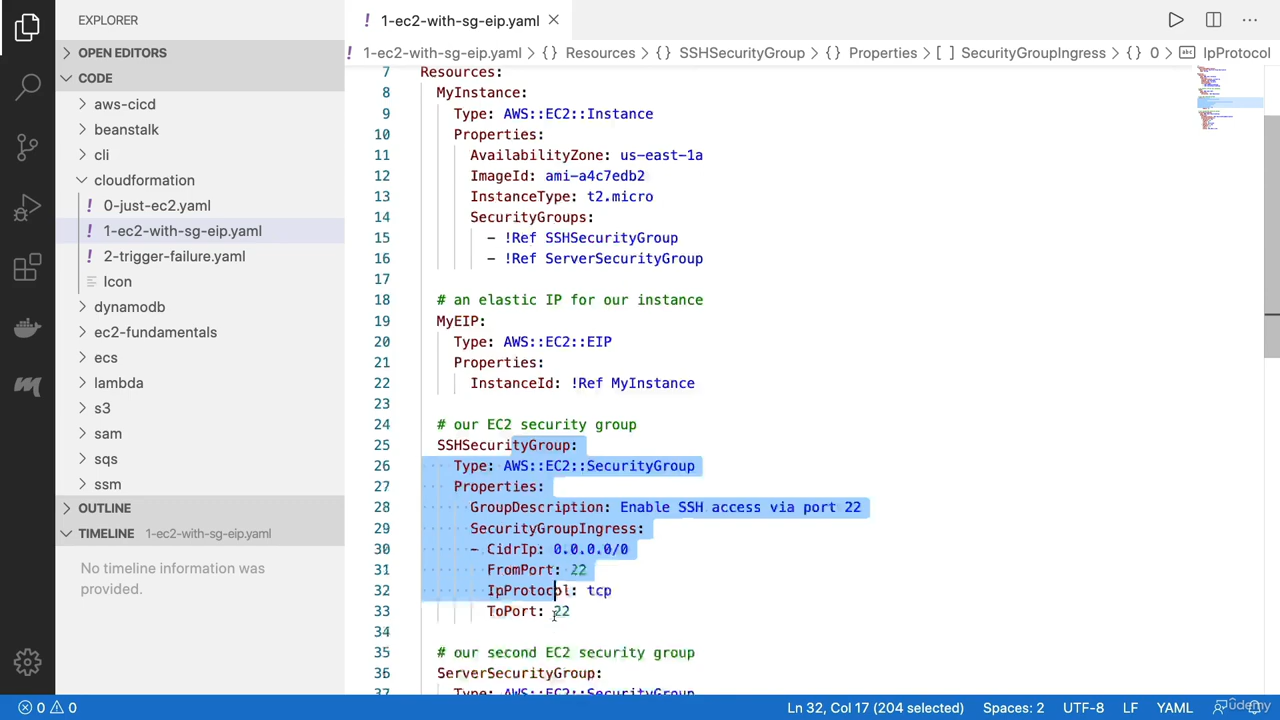 EXPLORER
OPEN EDITORS
CODE
aws-cicd
beanstalk
cli
cloudformation
! 0-just-ec2.yaml
! 1-ec2-with-sg-eip.yaml
! 2-trigger-failure.yaml
Icon
dynamodb
ec2-fundamentals
ecs
lambda
s3
sam
sqs
ssm
OUTLINE
TIMELINE 1-ec2-with-sg-eip.yaml
No timeline information was
provided.
! 1-ec2-with-sg-eip.yaml
! 1-ec2-with-sg-eip.yaml > {} Resources > {} SSHSecurityGroup > {} Properties > [ ] SecurityGroupIngress > {} 0 > abc IpProtocol
7 Resources:
8 MyInstance:
9 Type: AWS::EC2::Instance
10 Properties:
11 AvailabilityZone: us-east-1a
12 ImageId: ami-a4c7edb2
13 InstanceType: t2.micro
14 SecurityGroups:
15 - !Ref SSHSecurityGroup
16 - !Ref ServerSecurityGroup
17
18 # an elastic IP for our instance
19 MyEIP:
20 Type: AWS::EC2::EIP
21 Properties:
22 InstanceId: !Ref MyInstance
23
24 # our EC2 security group
25 SSHSecurityGroup:
26 Type: AWS::EC2::SecurityGroup
27 Properties:
28 GroupDescription: Enable SSH access via port 22
29 SecurityGroupIngress:
30 - CidrIp: 0.0.0.0/0
31 FromPort: 22
32 IpProtocol: tcp
33 ToPort: 22
34
35 # our second EC2 security group
36 ServerSecurityGroup:
37 Type: AWS::EC2::SecurityGroup
0 0 Ln 32, Col 17 (204 selected) Spaces: 2 UTF-8 LF YAML
Udemy